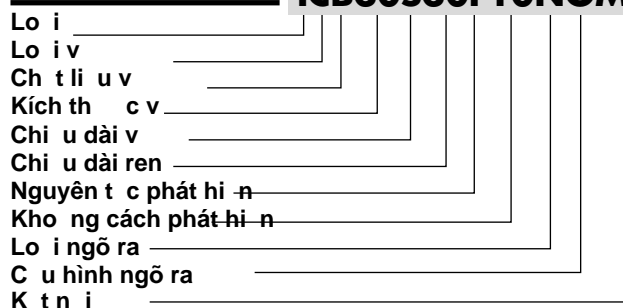 Lo i
Lo i v
Ch t li u v
Kích th c v
Chi u dài v
Chi u dài ren
Nguyên t c phát hi n
Kho ng cách phát hi n
Lo i ngõ ra
C u hình ngõ ra
K t n i